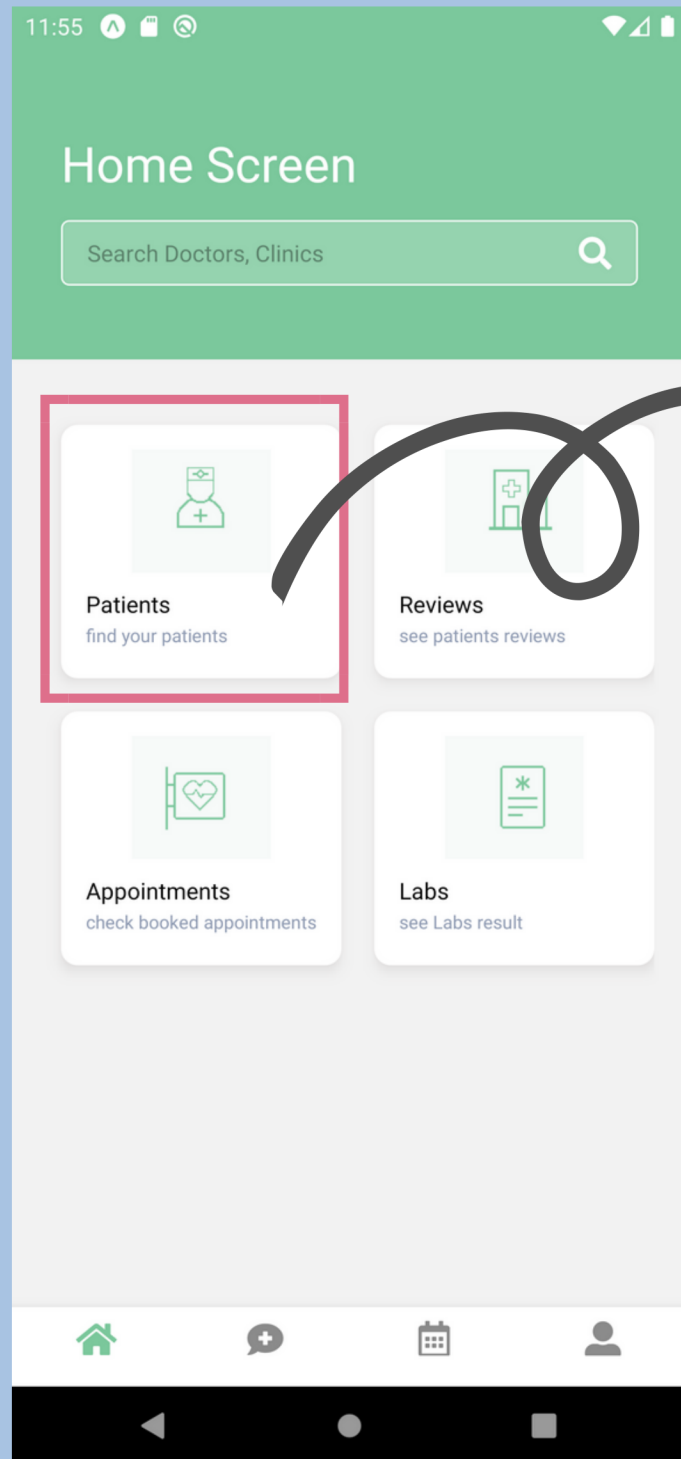 11:55
Home Screen
Search Doctors, Clinics
Patients
find your patients
Reviews
see patients reviews
Appointments
check booked appointments
Labs
see Labs result